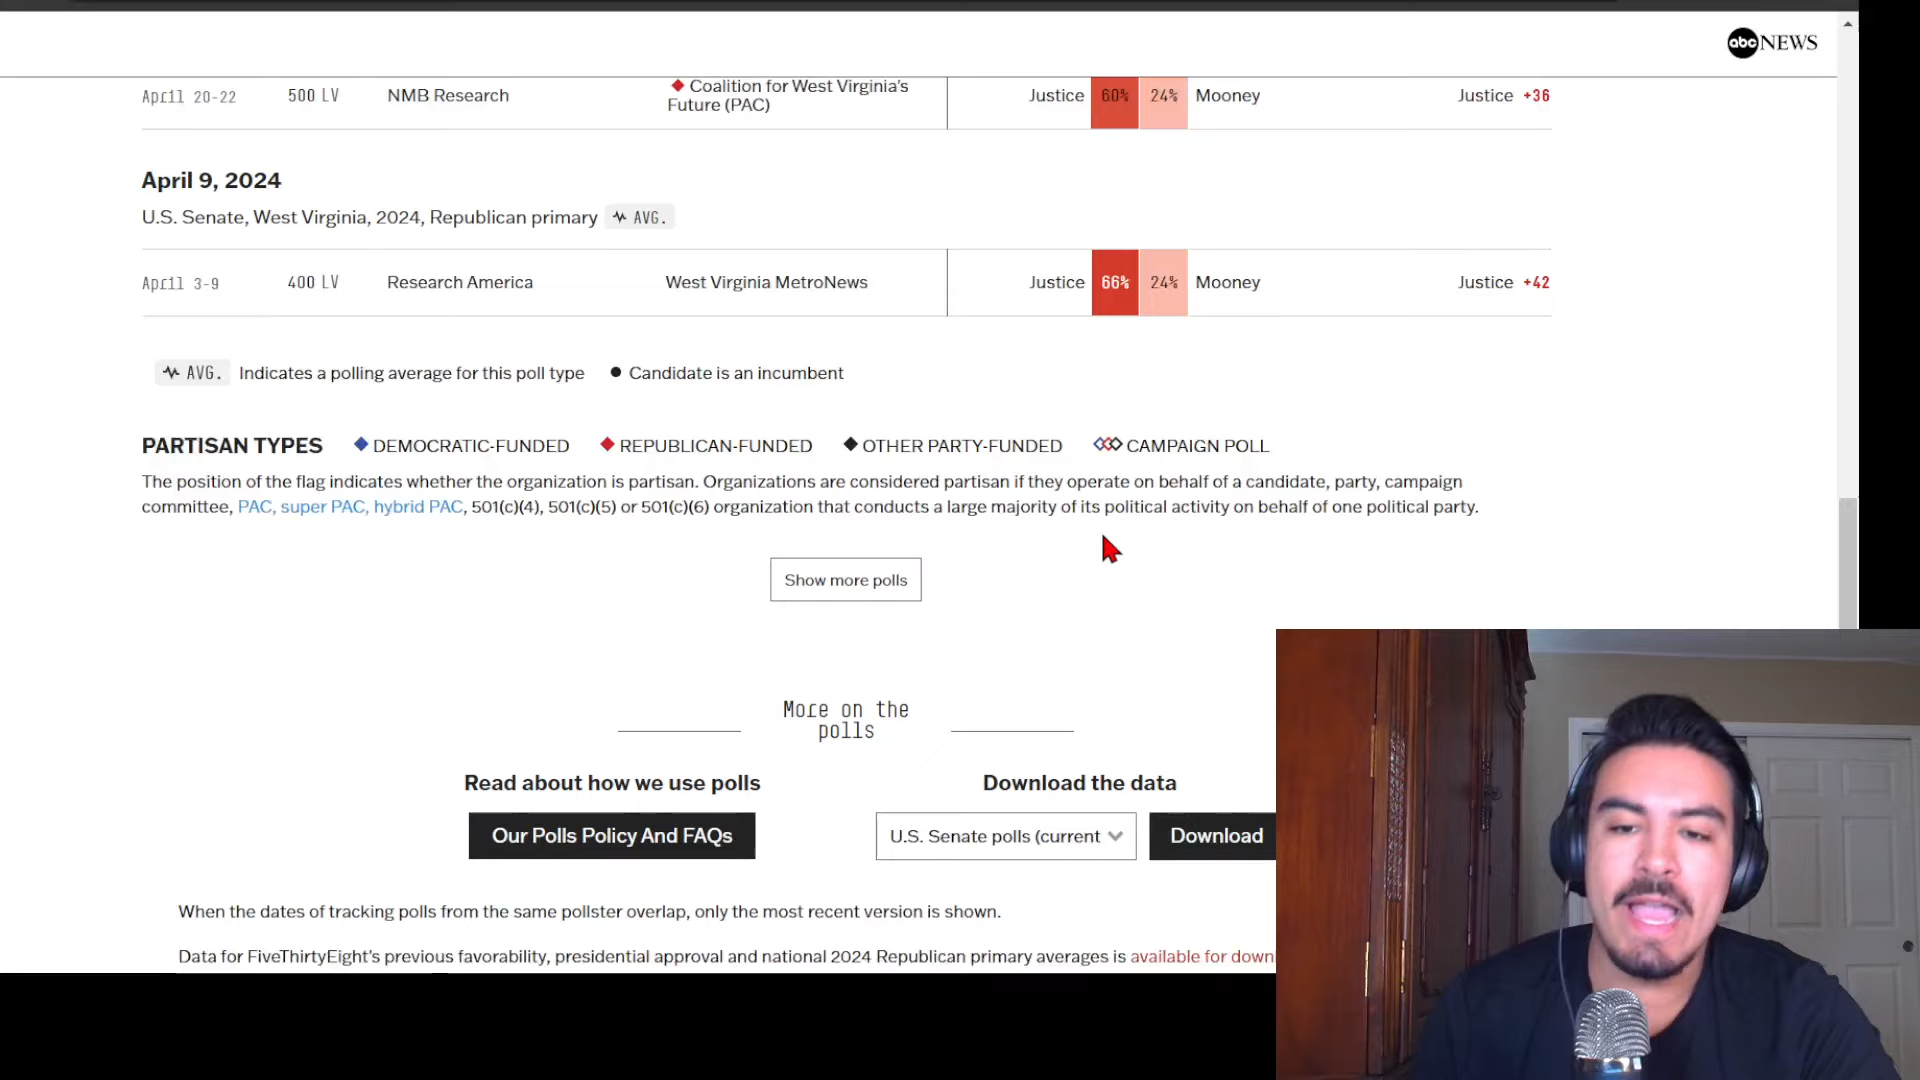 abc NEWS
April 20-22 500 LV NMB Research Coalition for West Virginia's Future (PAC) Justice 60% 24% Mooney Justice +36
April 9, 2024
U.S. Senate, West Virginia, 2024, Republican primary AVG.
April 3-9 400 LV Research America West Virginia MetroNews Justice 66% 24% Mooney Justice +42
AVG. Indicates a polling average for this poll type Candidate is an incumbent
PARTISAN TYPES DEMOCRATIC-FUNDED REPUBLICAN-FUNDED OTHER PARTY-FUNDED CAMPAIGN POLL
The position of the flag indicates whether the organization is partisan. Organizations are considered partisan if they operate on behalf of a candidate, party, campaign
committee, PAC, super PAC, hybrid PAC, 501(c)(4), 501(c)(5) or 501(c)(6) organization that conducts a large majority of its political activity on behalf of one political party.
Show more polls
More on the
polls
Read about how we use polls
Our Polls Policy And FAQs
Download the data
U.S. Senate polls (current
Download
When the dates of tracking polls from the same pollster overlap, only the most recent version is shown.
Data for FiveThirtyEight's previous favorability, presidential approval and national 2024 Republican primary averages is available for down